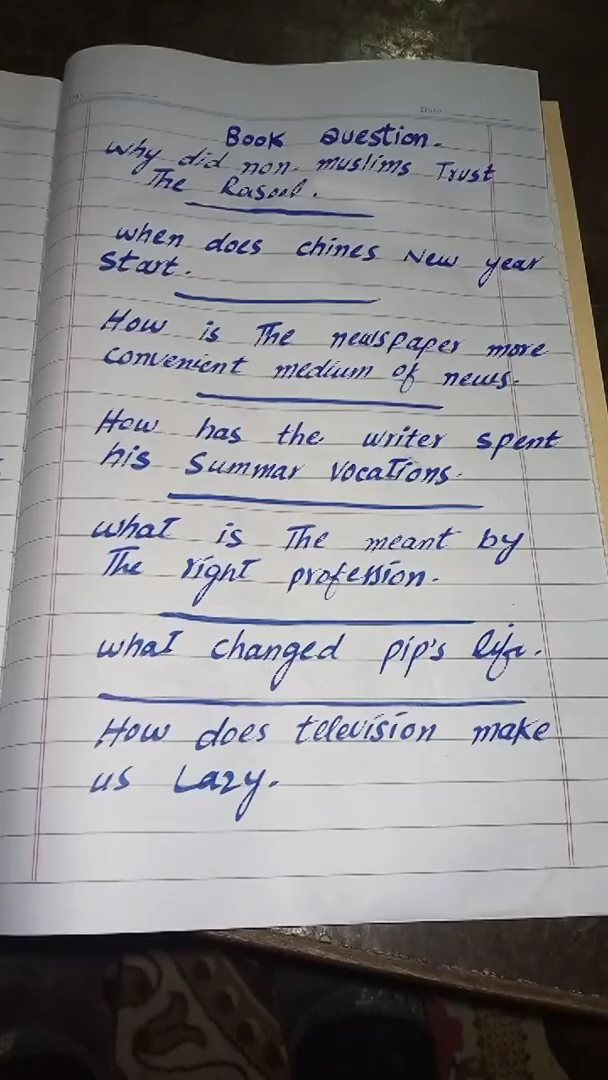 Date
Book Question.
why did non-muslims Trust
The Rasool.
when does chines New year
start.
How is The newspaper more
convenient medium of news.
How has the writer spent
his Summar Vocations.
what is The meant by
The right profession.
what changed pip's life.
How does television make
us Lazy.